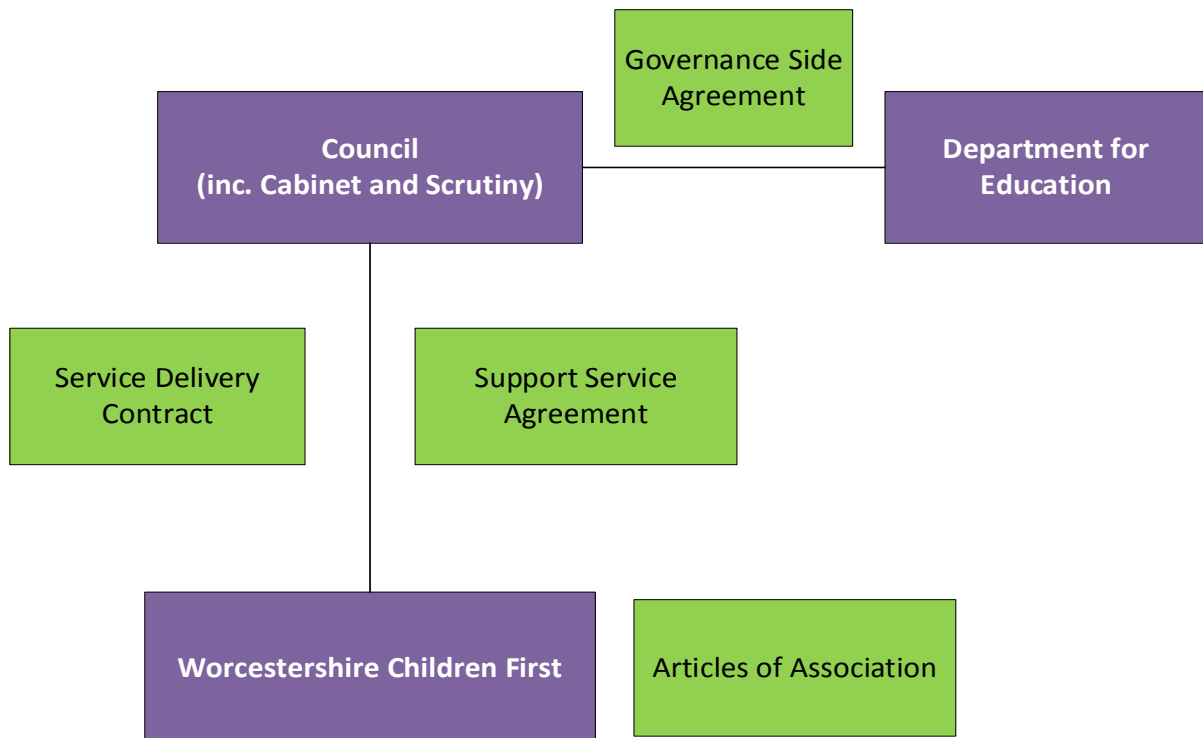 Governance Side
Agreement
Council
(inc. Cabinet and Scrutiny)
Department for
Education
Service Delivery
Contract
Support Service
Agreement
Worcestershire Children First
Articles of Association